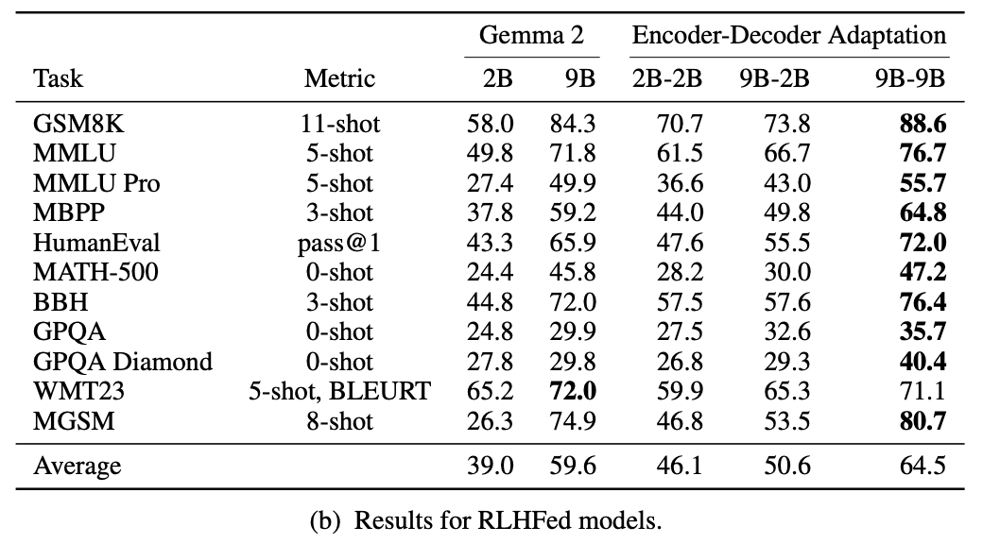 Gemma 2 Encoder-Decoder Adaptation
Task Metric 2B 9B 2B-2B 9B-2B 9B-9B
GSM8K 11-shot 58.0 84.3 70.7 73.8 88.6
MMLU 5-shot 49.8 71.8 61.5 66.7 76.7
MMLU Pro 5-shot 27.4 49.9 36.6 43.0 55.7
MBPP 3-shot 37.8 59.2 44.0 49.8 64.8
HumanEval pass@1 43.3 65.9 47.6 55.5 72.0
MATH-500 0-shot 24.4 45.8 28.2 30.0 47.2
BBH 3-shot 44.8 72.0 57.5 57.6 76.4
GPQA 0-shot 24.8 29.9 27.5 32.6 35.7
GPQA Diamond 0-shot 27.8 29.8 26.8 29.3 40.4
WMT23 5-shot, BLEURT 65.2 72.0 59.9 65.3 71.1
MGSM 8-shot 26.3 74.9 46.8 53.5 80.7
Average 39.0 59.6 46.1 50.6 64.5
(b) Results for RLHFed models.